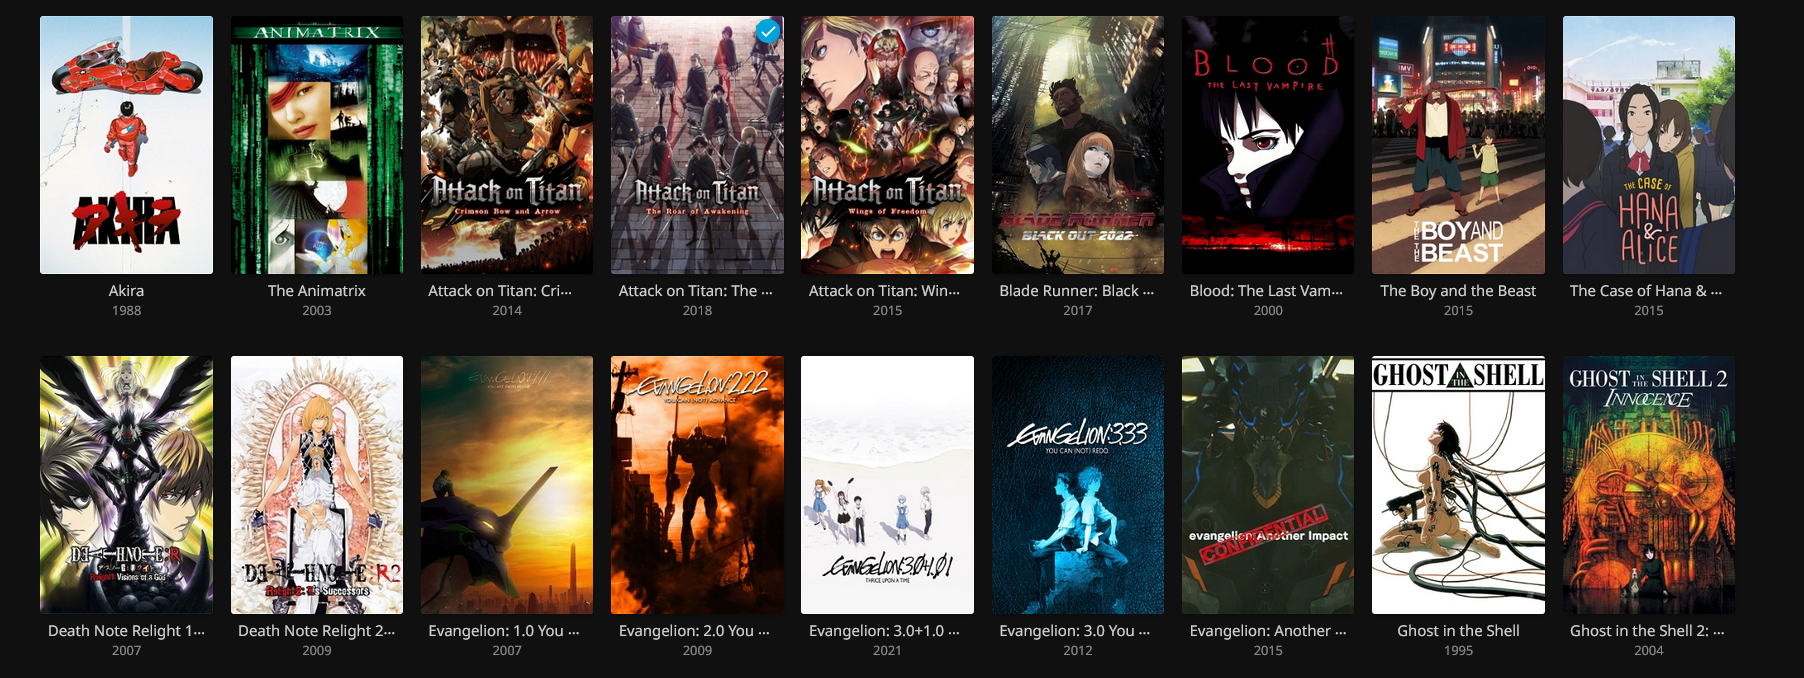 AKIRA
アキラ
ANIMATRIX
Attack on Titan
Crimson Bow and Arrow
Attack on Titan
The Roar of Awakening
Attack on Titan
Wings of Freedom
BLADE RUNNER
BLACK OUT 2022
BLOOD
THE LAST VAMPIRE
THE BOY AND
THE BEAST
THE CASE OF
HANA
&
ALICE
Akira
The Animatrix
Attack on Titan: Cri...
Attack on Titan: The ...
Attack on Titan: Win...
Blade Runner: Black ...
Blood: The Last Vam...
The Boy and the Beast
The Case of Hana & ...
1988
2003
2014
2018
2015
2017
2000
2015
2015
DEATH NOTE R
Relight: Visions of a God
DEATH NOTE R2
Relight 2: L's Successors
EVANGELION:1.11
YOU ARE (NOT) ALONE.
EVANGELION:2.22
YOU CAN (NOT) ADVANCE.
EVANGELION:3.0+1.01
THRICE UPON A TIME
EVANGELION:3.33
YOU CAN (NOT) REDO.
evangelion: Another Impact
CONFIDENTIAL
GHOST IN THE SHELL
GHOST IN THE SHELL 2
INNOCENCE
Death Note Relight 1...
Death Note Relight 2...
Evangelion: 1.0 You ...
Evangelion: 2.0 You ...
Evangelion: 3.0+1.0 ...
Evangelion: 3.0 You ...
Evangelion: Another ...
Ghost in the Shell
Ghost in the Shell 2: ...
2007
2009
2007
2009
2021
2012
2015
1995
2004